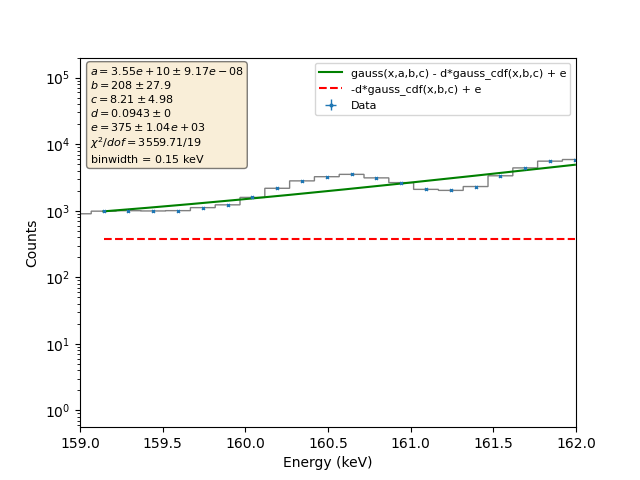 a = 3.55e + 10 ± 9.17e − 08
b = 208 ± 27.9
c = 8.21 ± 4.98
d = 0.0943 ± 0
e = 375 ± 1.04e + 03
χ²/dof = 3559.71/19
binwidth = 0.15 keV
gauss(x,a,b,c) - d*gauss_cdf(x,b,c) + e
-d*gauss_cdf(x,b,c) + e
Data
10⁵
10⁴
10³
10²
10¹
10⁰
Counts
159.0 159.5 160.0 160.5 161.0 161.5 162.0
Energy (keV)